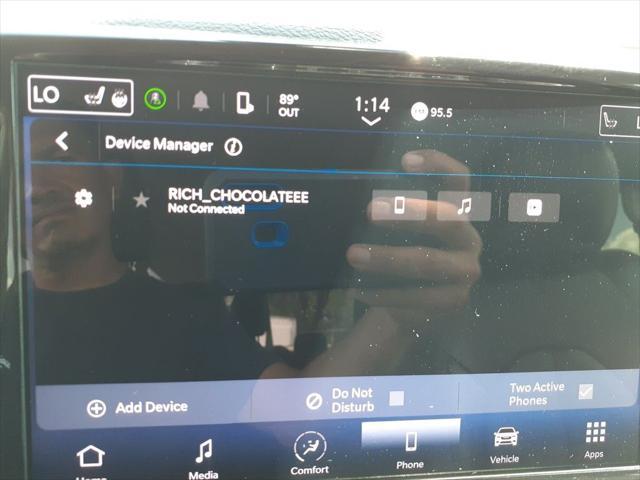 LO
89°
OUT
1:14
95.5
L
Device Manager
RICH_CHOCOLATEEE
Not Connected
Add Device
Do Not
Disturb
Two Active
Phones
Home
Media
Comfort
Phone
Vehicle
Apps